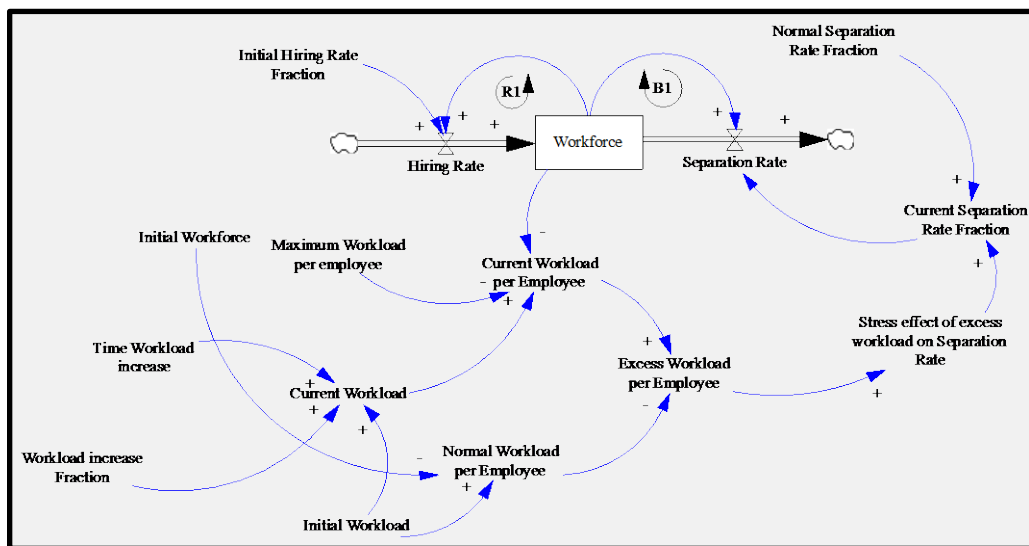 Normal Separation
Rate Fraction
Initial Hiring Rate
Fraction
R1
B1
+
+
+
+
+
Workforce
Hiring Rate
Separation Rate
+
Current Separation
Rate Fraction
+
Initial Workforce
-
Maximum Workload
per employee
Current Workload
per Employee
-
+
Stress effect of excess
workload on Separation
Rate
Time Workload
increase
+
Excess Workload
per Employee
+
Current Workload
+
+
-
+
Normal Workload
per Employee
-
+
Workload increase
Fraction
Initial Workload